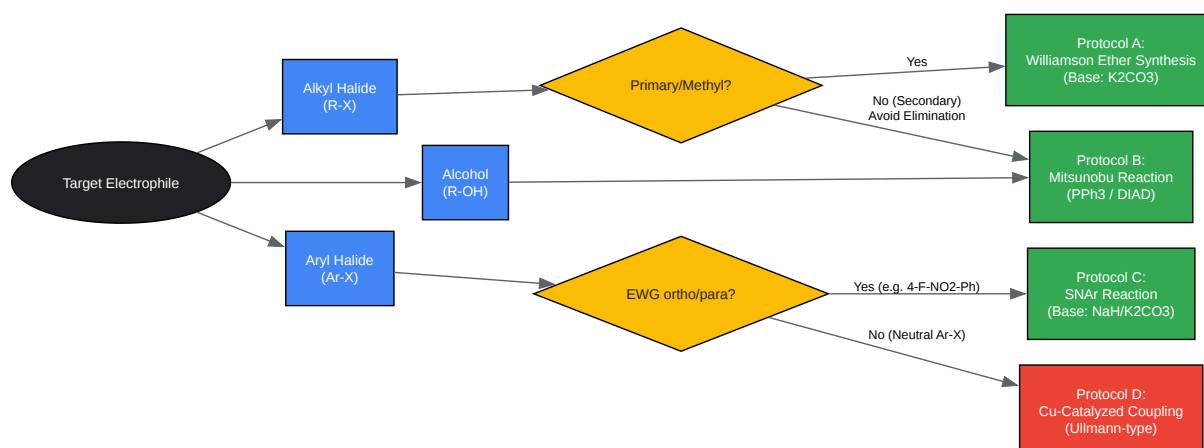 Target Electrophile
Alkyl Halide
(R-X)
Alcohol
(R-OH)
Aryl Halide
(Ar-X)
Primary/Methyl?
EWG ortho/para?
Yes
No (Secondary)
Avoid Elimination
Yes (e.g. 4-F-NO2-Ph)
No (Neutral Ar-X)
Protocol A:
Williamson Ether Synthesis
(Base: K2CO3)
Protocol B:
Mitsunobu Reaction
(PPh3 / DIAD)
Protocol C:
SNAr Reaction
(Base: NaH/K2CO3)
Protocol D:
Cu-Catalyzed Coupling
(Ullmann-type)